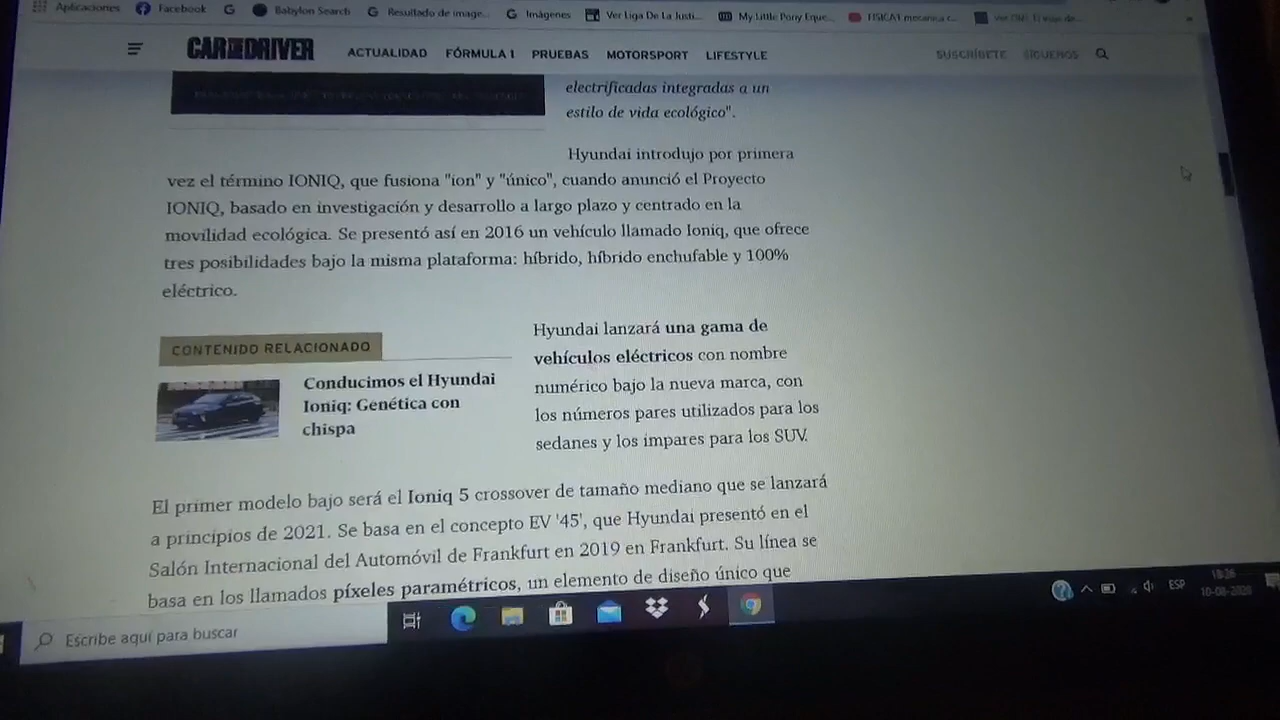 Aplicaciones Facebook Babylon Search Resultado de image... Imágenes Ver Liga De La Justi... My Little Pony Eque... FISICA1 mecanica c...
CAR AND DRIVER ACTUALIDAD FÓRMULA 1 PRUEBAS MOTORSPORT LIFESTYLE SUSCRÍBETE SÍGUENOS
electrificadas integradas a un
estilo de vida ecológico".
Hyundai introdujo por primera
vez el término IONIQ, que fusiona "ion" y "único", cuando anunció el Proyecto
IONIQ, basado en investigación y desarrollo a largo plazo y centrado en la
movilidad ecológica. Se presentó así en 2016 un vehículo llamado Ioniq, que ofrece
tres posibilidades bajo la misma plataforma: híbrido, híbrido enchufable y 100%
eléctrico.
CONTENIDO RELACIONADO
Conducimos el Hyundai
Ioniq: Genética con
chispa
Hyundai lanzará una gama de
vehículos eléctricos con nombre
numérico bajo la nueva marca, con
los números pares utilizados para los
sedanes y los impares para los SUV.
El primer modelo bajo será el Ioniq 5 crossover de tamaño mediano que se lanzará
a principios de 2021. Se basa en el concepto EV '45', que Hyundai presentó en el
Salón Internacional del Automóvil de Frankfurt en 2019 en Frankfurt. Su línea se
basa en los llamados píxeles paramétricos, un elemento de diseño único que
Escribe aquí para buscar
ESP
18:26
10-08-2020